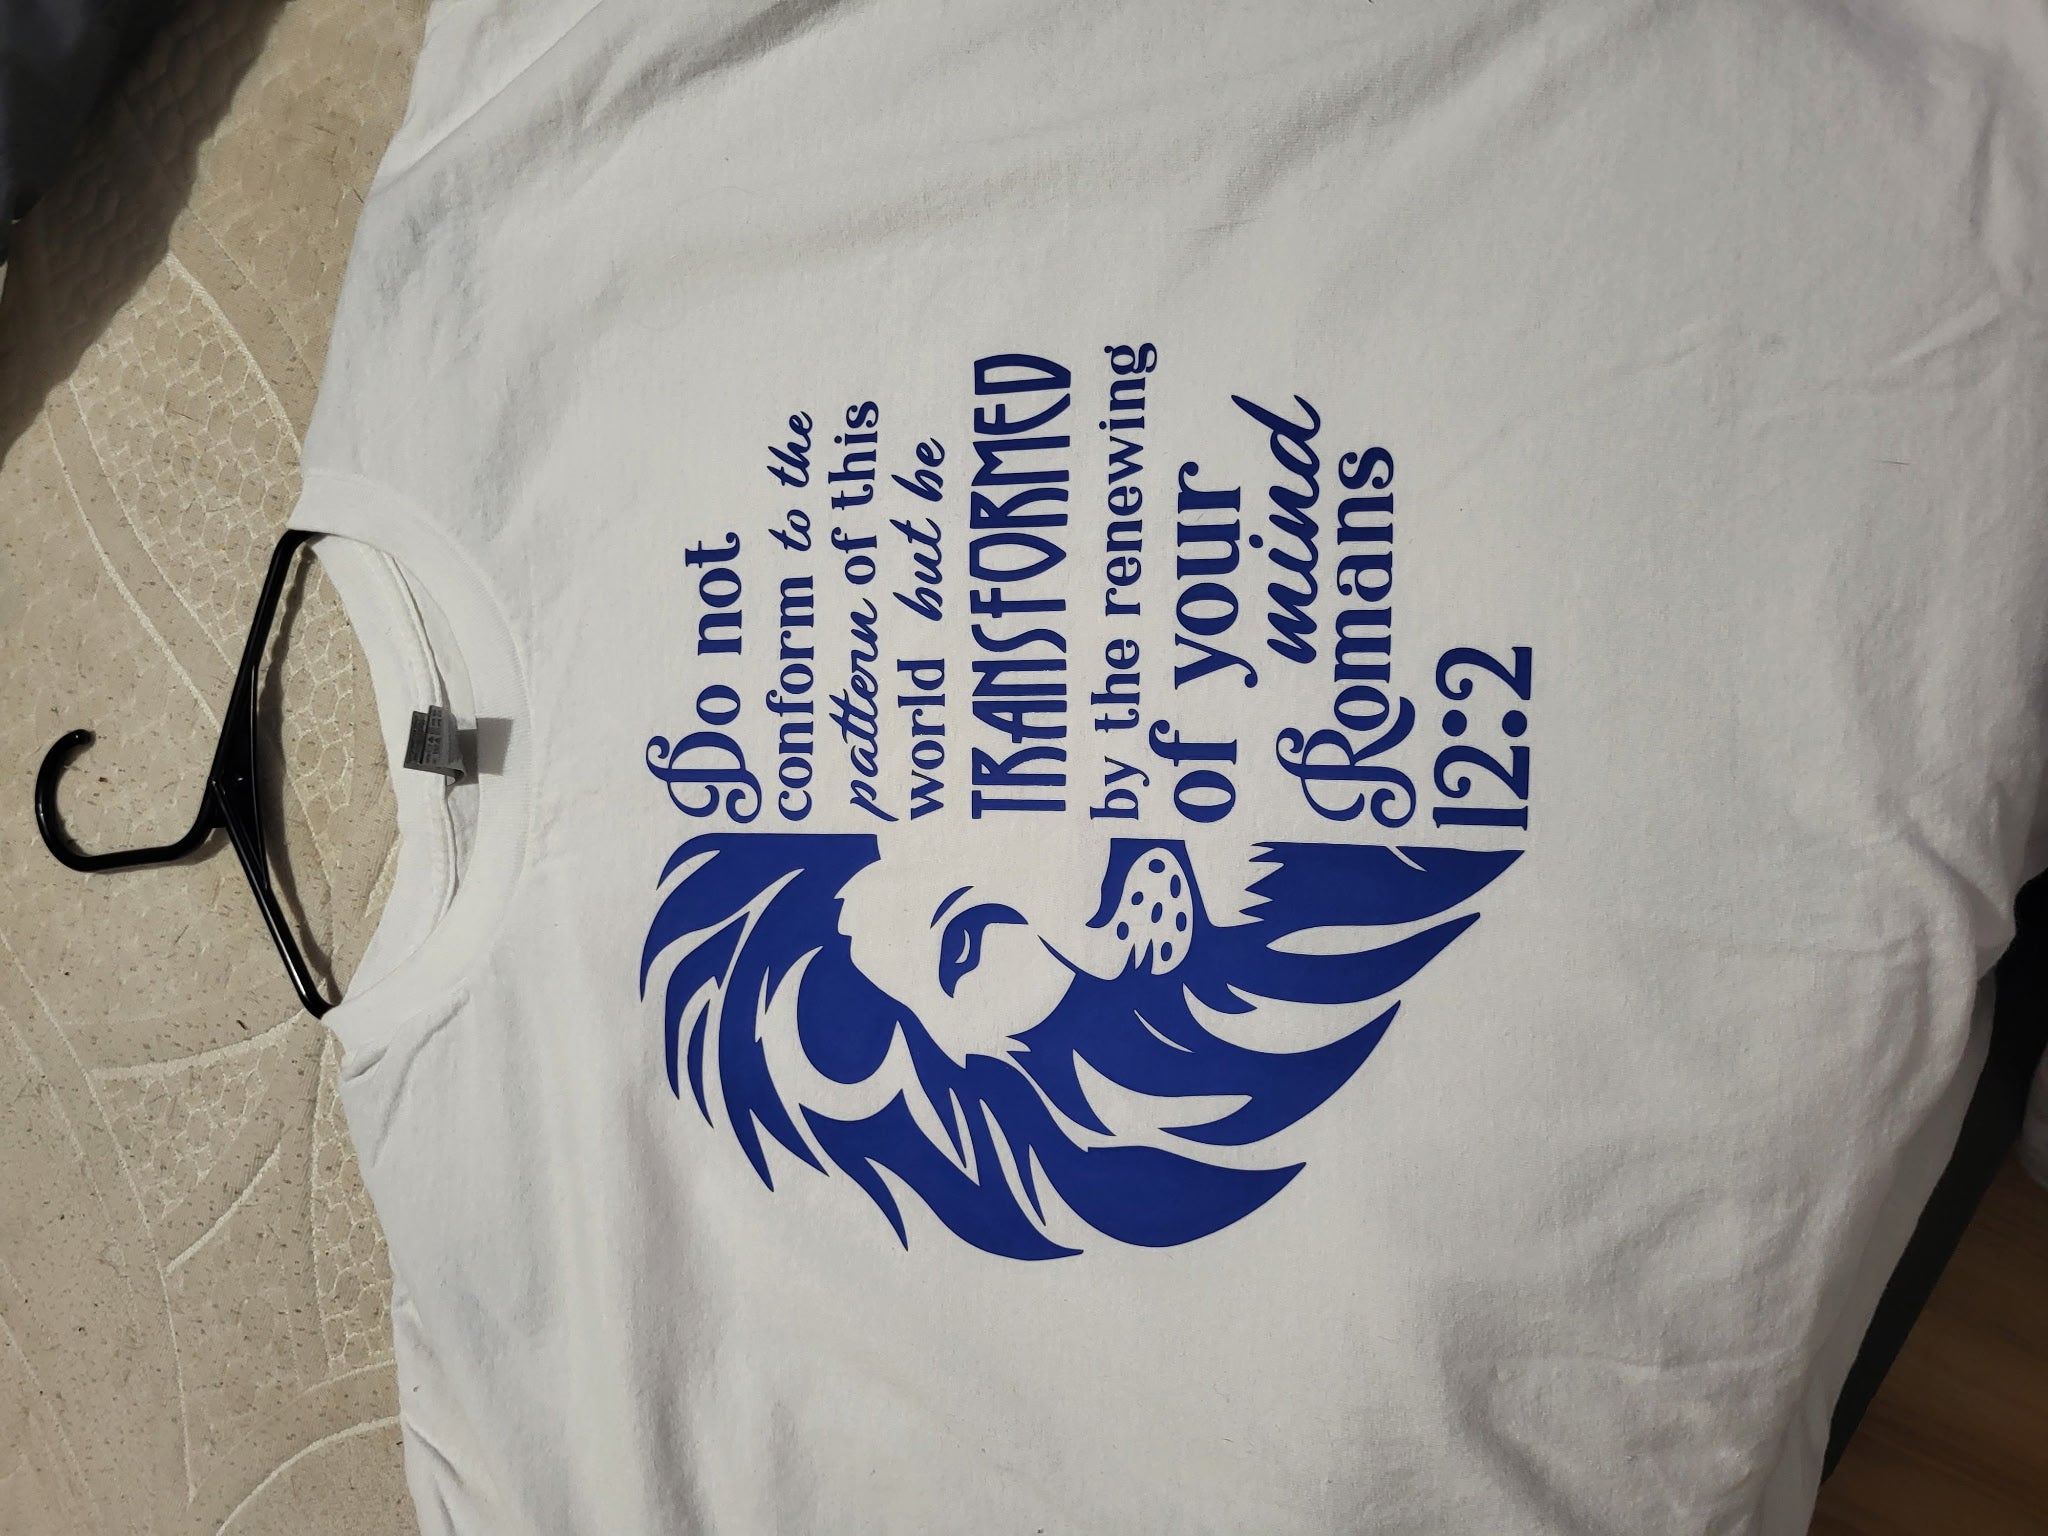 Do not
conform to the
pattern of this
world but be
TRANSFORMED
by the renewing
of your
mind
Romans
12:2